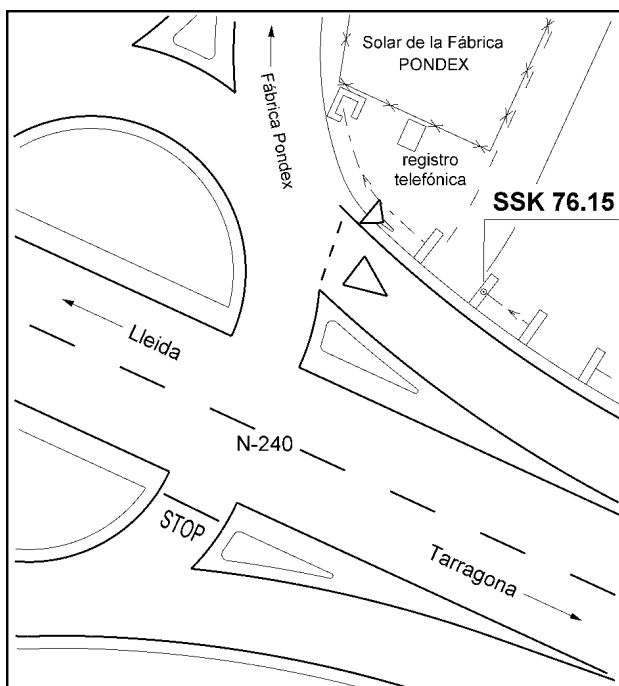 Solar de la Fábrica
PONDEX
Fábrica Pondex
registro
telefónica
SSK 76.15
Lleida
N-240
STOP
Tarragona